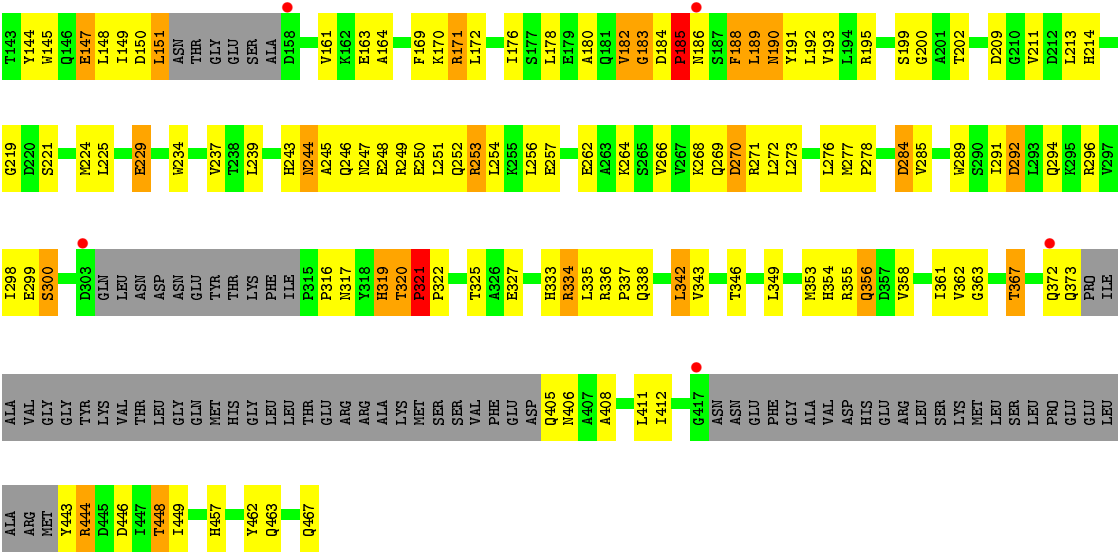 T143 Y144 W145 Q146 E147 L148 I149 D150 L151 ASN THR GLY GLU SER ALA D158 V161 K162 E163 A164 F169 K170 R171 L172 I176 S177 L178 E179 A180 Q181 V182 G183 D184 P185 N186 S187 F188 L189 N190 Y191 L192 V193 L194 R195 S199 G200 A201 T202 D209 G210 V211 D212 L213 H214
G219 D220 S221 M224 L225 E229 W234 V237 T238 L239 H243 N244 A245 Q246 N247 E248 R249 E250 L251 Q252 R253 L254 K255 L256 E257 E262 A263 K264 S265 V266 V267 K268 Q269 D270 R271 L272 L273 L276 M277 P278 D284 V285 W289 S290 I291 D292 L293 Q294 K295 R296 V297
I298 E299 S300 D303 GLN LEU ASN ASP ASN GLU TYR THR LYS PHE ILE P315 P316 N317 Y318 H319 T320 P321 P322 T325 A326 E327 H333 R334 L335 R336 P337 Q338 L342 V343 T346 L349 M353 H354 R355 Q356 D357 V358 I361 V362 G363 T367 Q372 Q373 PRO ILE
ALA VAL GLY GLY TYR LYS VAL THR LEU GLY GLN MET HIS GLY LEU LEU THR GLU ARG ARG ALA LYS MET SER SER VAL PHE GLU ASP Q405 N406 A407 A408 L411 I412 G417 ASN ASN GLU PHE GLY ALA VAL ASP HIS GLU ARG LEU SER LYS MET LEU SER LEU PRO GLU GLU LEU
ALA ARG MET Y443 R444 D445 D446 I447 T448 I449 H457 Y462 Q463 Q467